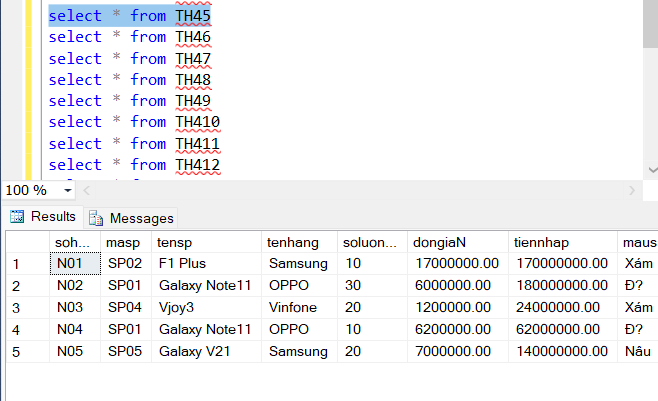 select * from TH45
select * from TH46
select * from TH47
select * from TH48
select * from TH49
select * from TH410
select * from TH411
select * from TH412
100 %
Results Messages
soh... masp tensp tenhang soluon... dongiaN tiennhap maus
1 N01 SP02 F1 Plus Samsung 10 17000000.00 170000000.00 Xám
2 N02 SP01 Galaxy Note11 OPPO 30 6000000.00 180000000.00 Đ?
3 N03 SP04 Vjoy3 Vinfone 20 1200000.00 24000000.00 Xám
4 N04 SP01 Galaxy Note11 OPPO 10 6200000.00 62000000.00 Đ?
5 N05 SP05 Galaxy V21 Samsung 20 7000000.00 140000000.00 Nâu